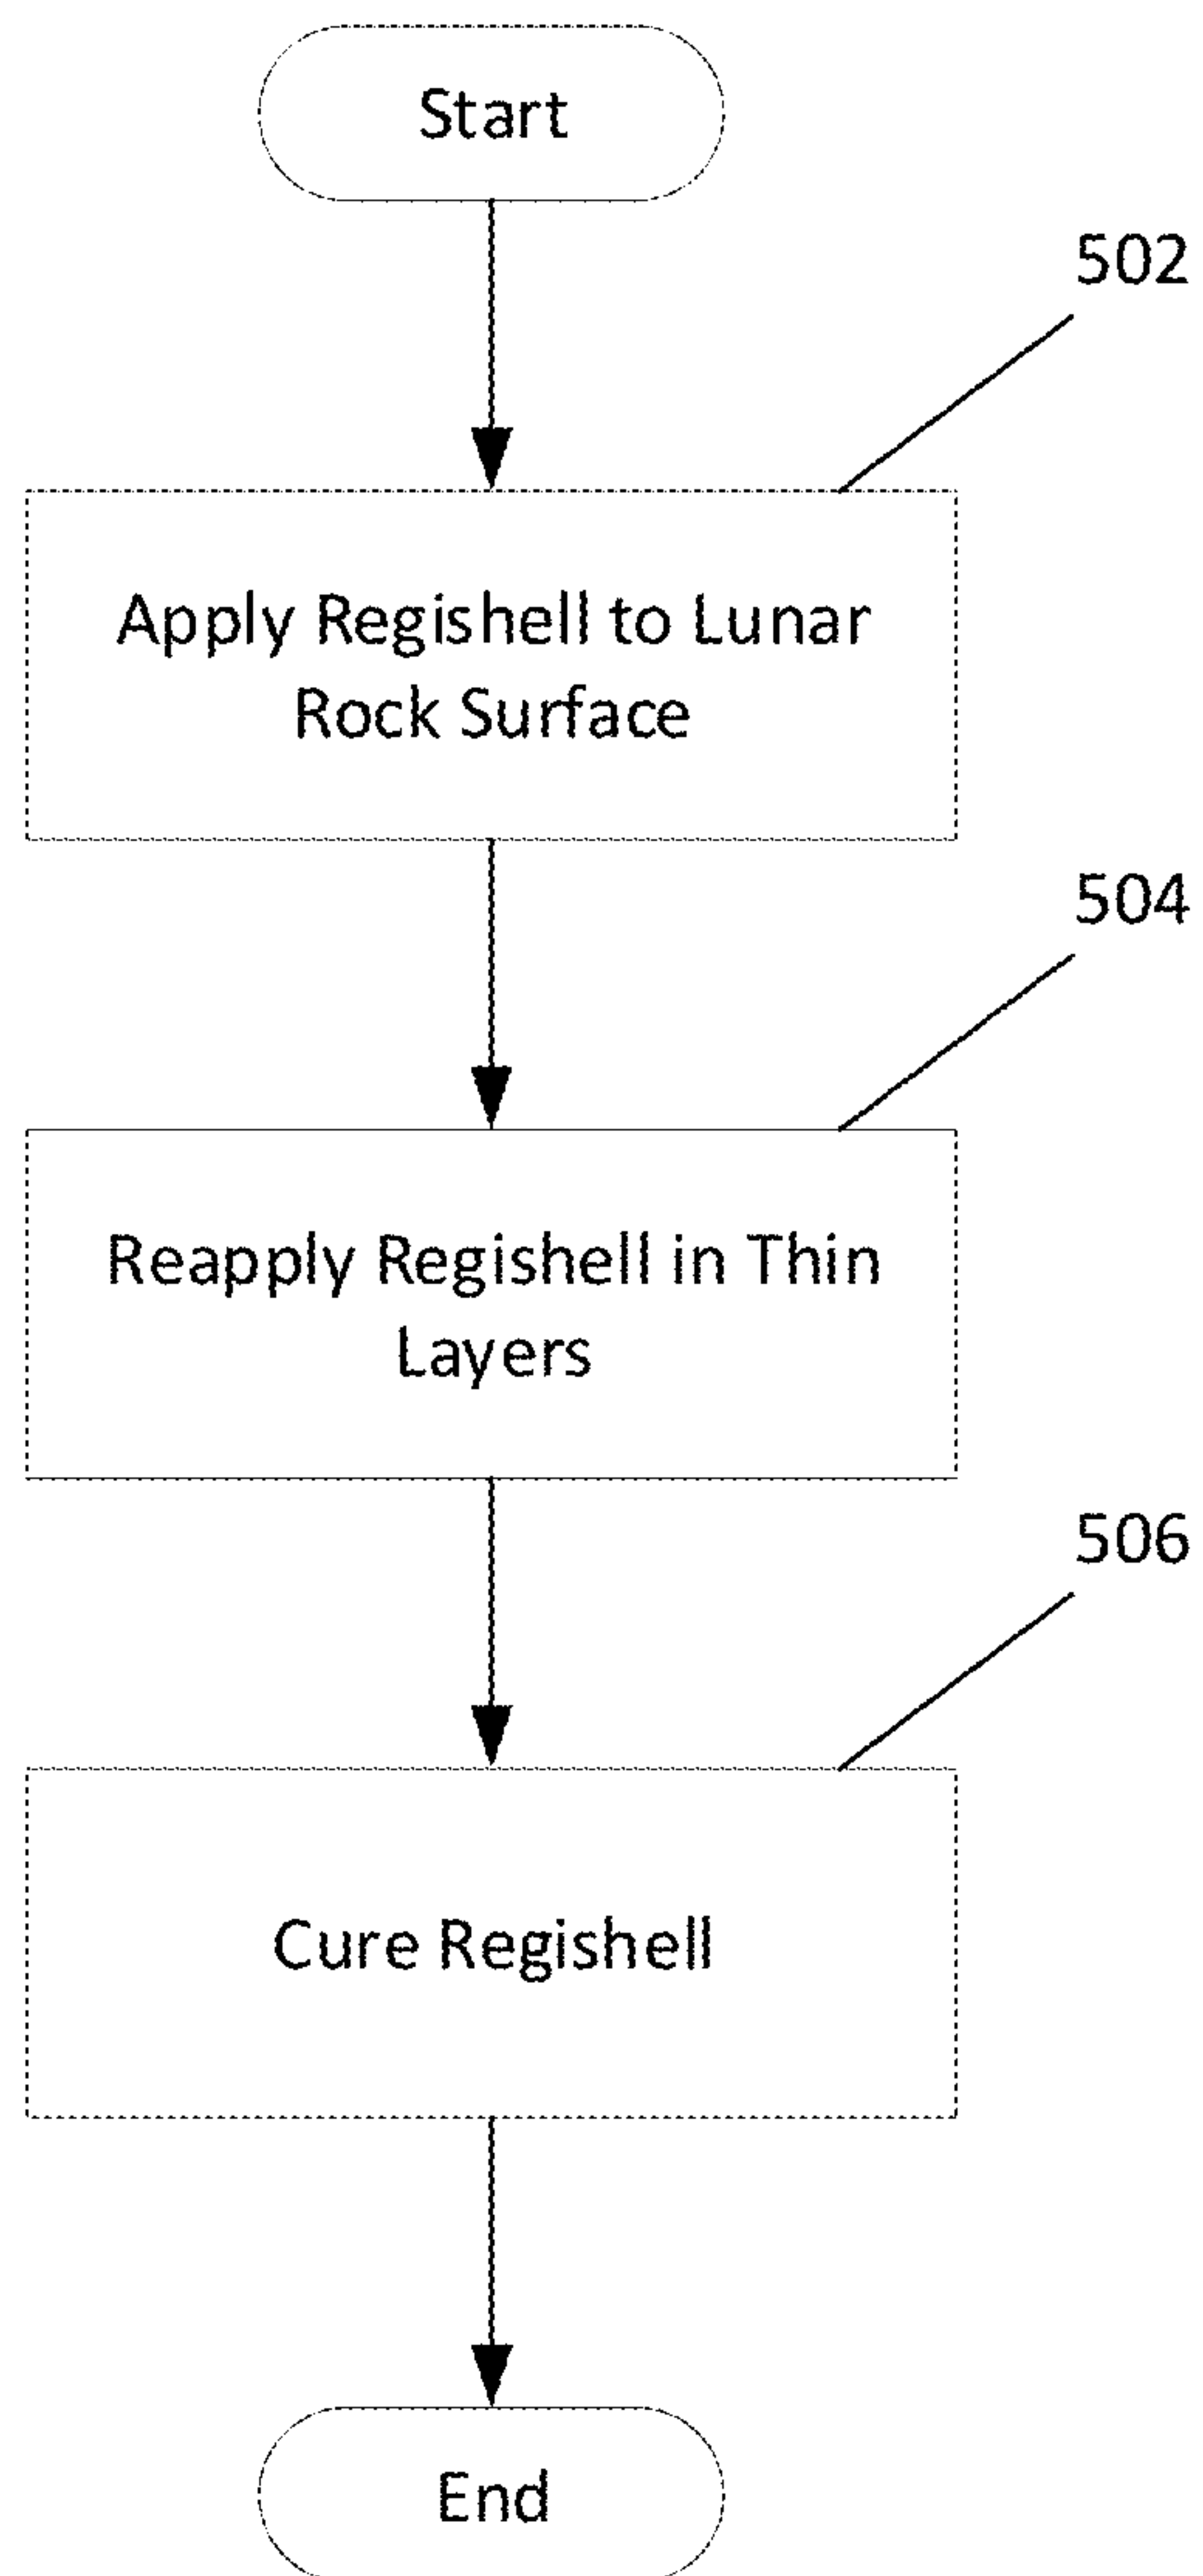 Start
502
Apply Regishell to Lunar
Rock Surface
504
Reapply Regishell in Thin
Layers
506
Cure Regishell
End